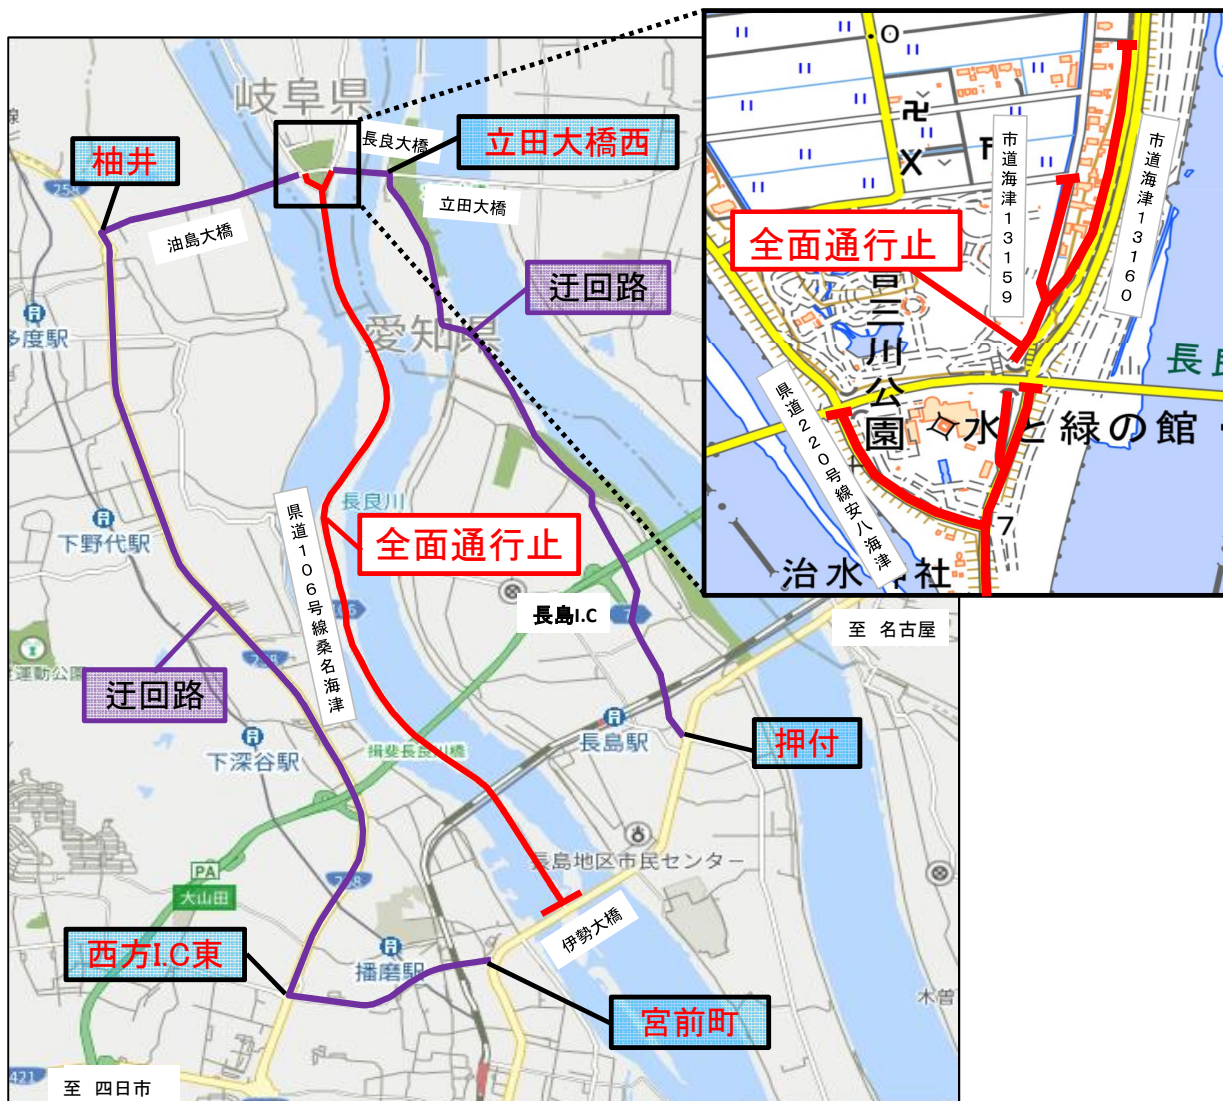 岐阜県
長良大橋
立田大橋西
柚井
258
油島大橋
立田大橋
迂回路
多度駅
愛知県
県道106号線桑名海津
長良川
全面通行止
下野代駅
長島I.C
至 名古屋
運動公園
迂回路
下深谷駅
揖斐長良川橋
長島駅
押付
長島地区市民センター
PA
大山田
伊勢大橋
西方I.C東
播磨駅
宮前町
木曽
421
至 四日市
市道海津13159
市道海津13160
全面通行止
三川公園
県道220号線安八海津
長良
水と緑の館
7
治水神社